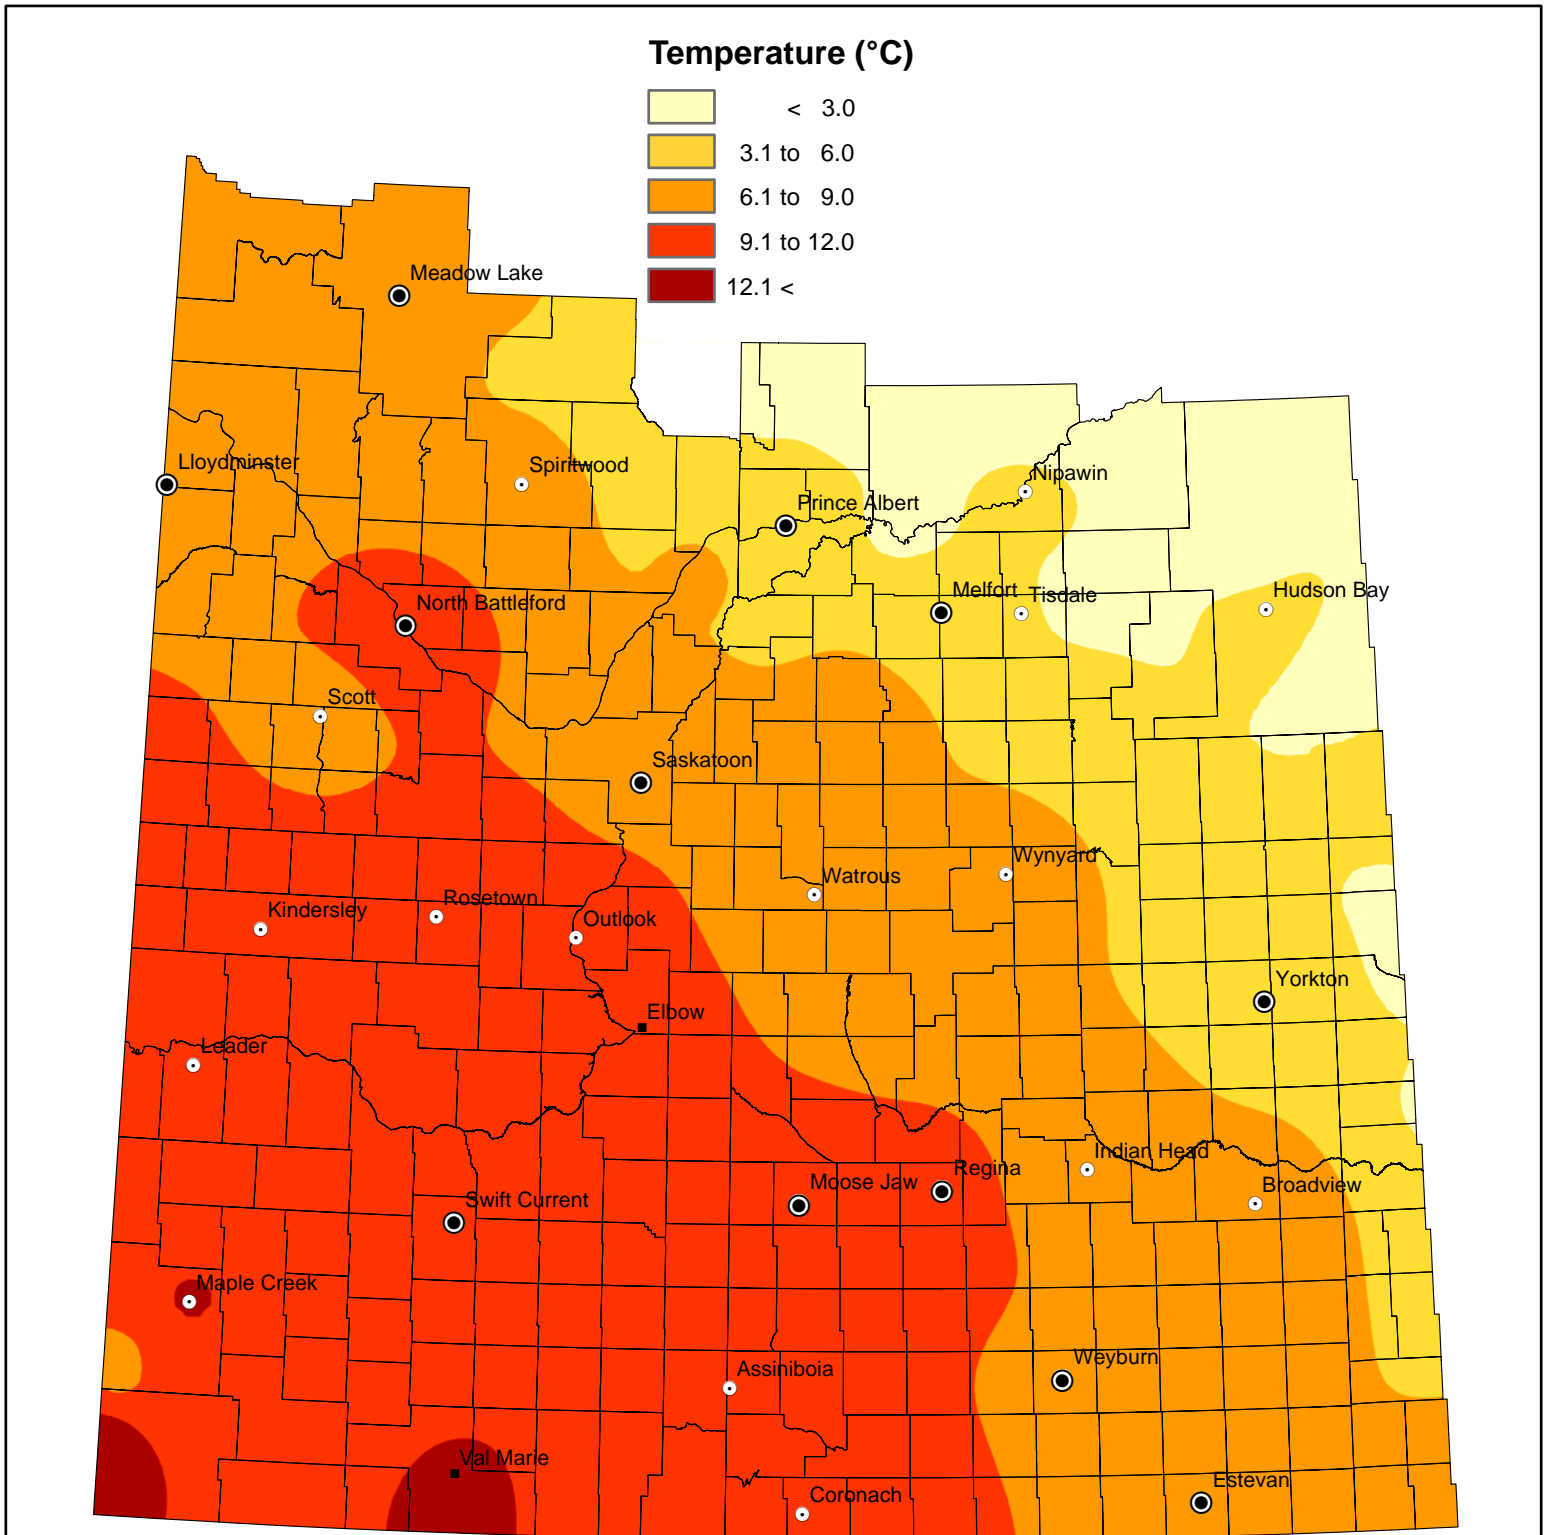 Temperature (°C)
< 3.0
3.1 to 6.0
6.1 to 9.0
9.1 to 12.0
12.1 <
Meadow Lake
Lloydminster
Spiritwood
Nipawin
Prince Albert
Hudson Bay
Melfort
Tisdale
North Battleford
Scott
Saskatoon
Wynyard
Watrous
Rosetown
Kindersley
Outlook
Yorkton
Elbow
Leader
Indian Head
Regina
Moose Jaw
Broadview
Swift Current
Maple Creek
Weyburn
Assiniboia
Val Marie
Estevan
Coronach